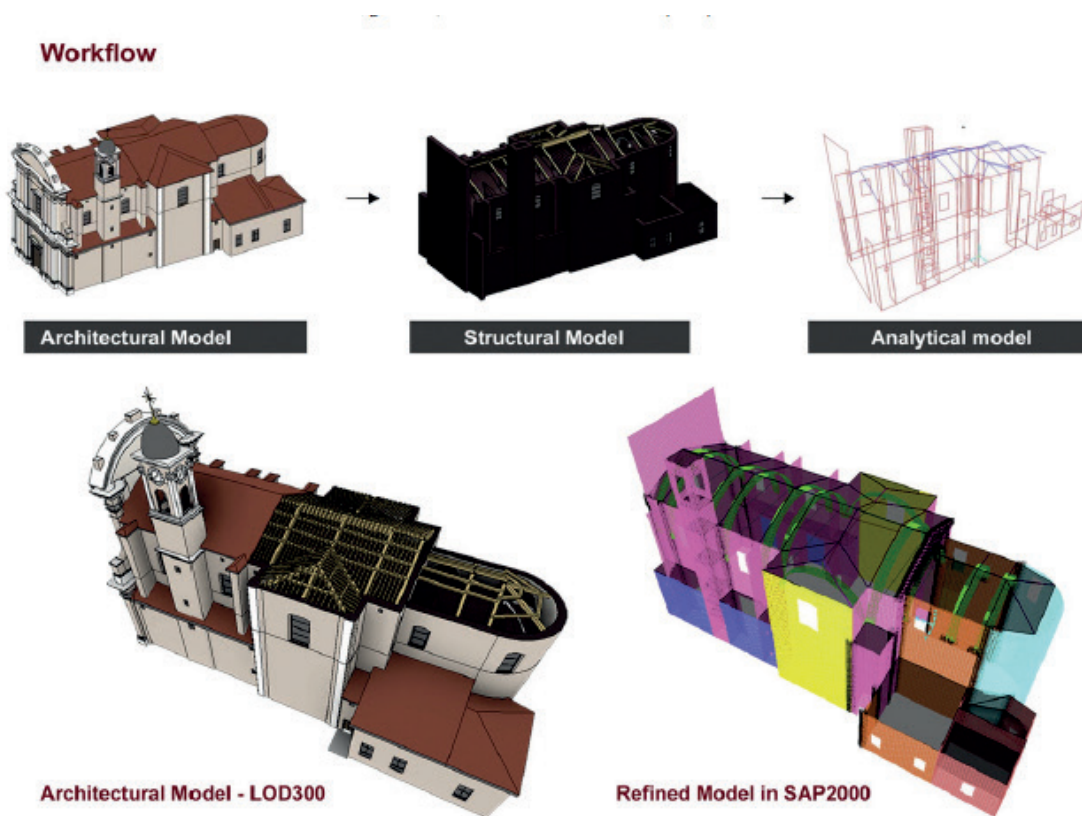 Workflow
Architectural Model
Structural Model
Analytical model
Architectural Model - LOD300
Refined Model in SAP2000